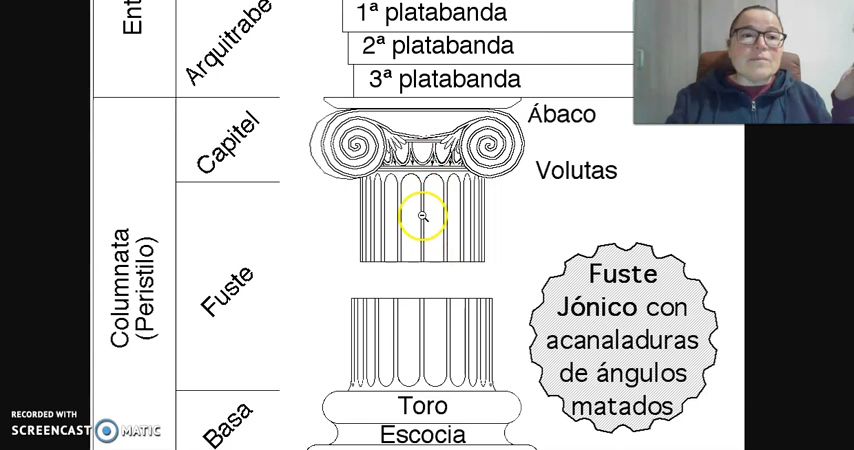 Ent
Arquitrabe
1ª platabanda
2ª platabanda
3ª platabanda
Capitel
Ábaco
Volutas
Columnata
(Peristilo)
Fuste
Fuste
Jónico con
acanaladuras
de ángulos
matados
Basa
Toro
Escocia
RECORDED WITH
SCREENCAST MATIC